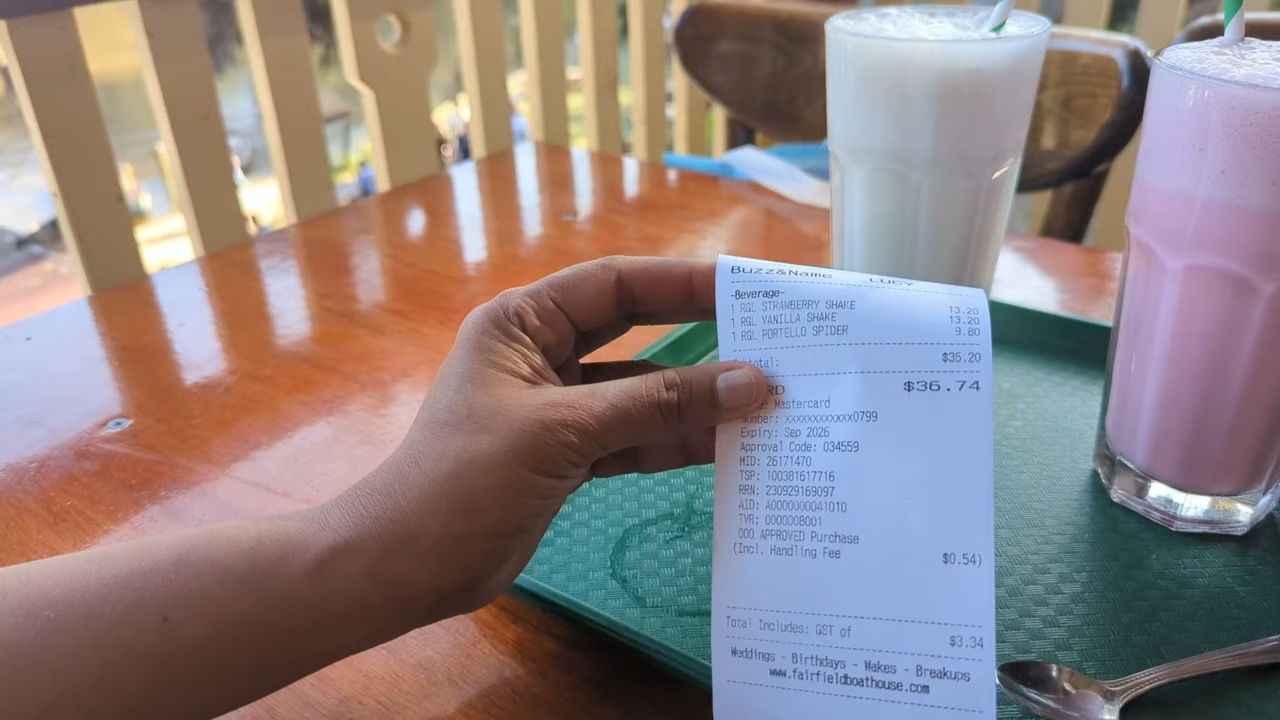 Buzz&Name LUCY
-Beverage-
1 RGL STRAWBERRY SHAKE 13.20
1 RGL VANILLA SHAKE 13.20
1 RGL PORTELLO SPIDER 9.80
total: $36.20
RD $36.74
Mastercard
Number: xxxxxxxxxxxx0799
Expiry: Sep 2026
Approval Code: 034559
MID: 26171470
TSP: 100381617716
RRN: 230929169097
AID: A0000000041010
TVR: 0000008001
000 APPROVED Purchase
(Incl. Handling Fee $0.54)
Total Includes: GST of $3.34
Weddings - Birthdays - Wakes - Breakups
www.fairfieldboathouse.com